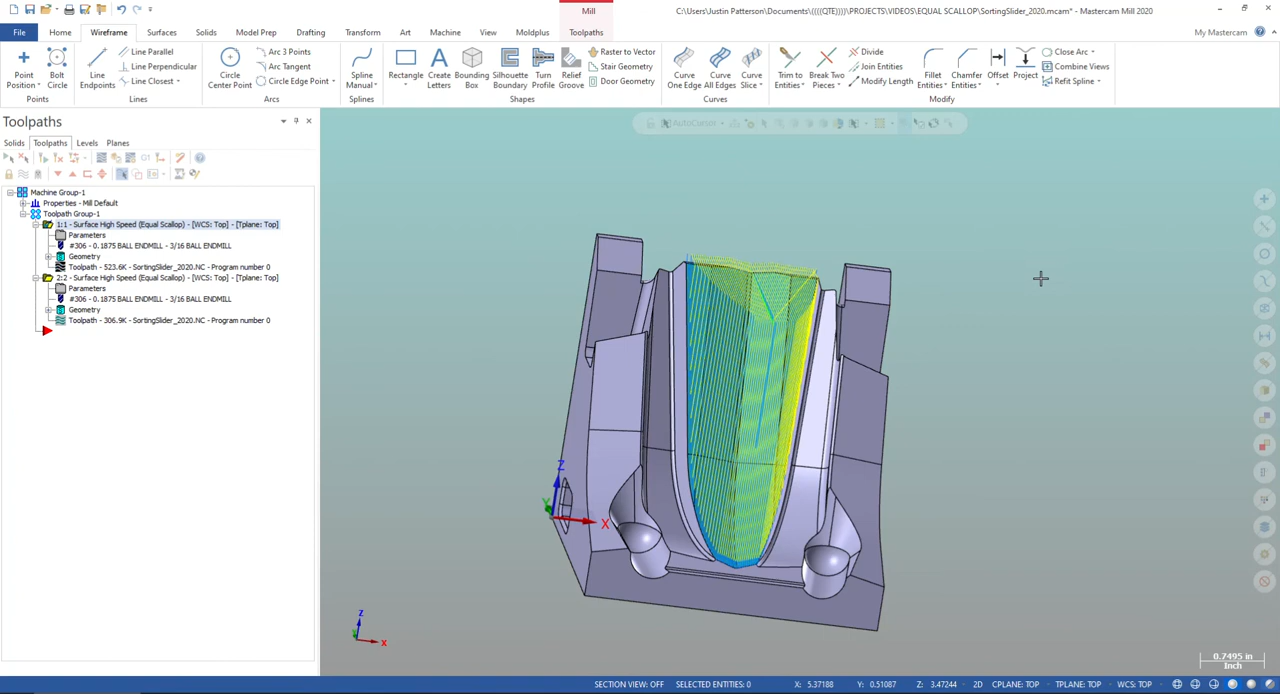 Mill
C:\Users\Justin Patterson\Documents\((((QTE))))\PROJECTS\VIDEOS\EQUAL SCALLOP\SortingSlider_2020.mcam* - Mastercam Mill 2020
File
Home
Wireframe
Surfaces
Solids
Model Prep
Drafting
Transform
Art
Machine
View
Moldplus
Toolpaths
My Mastercam
Point
Position
Bolt
Circle
Points
Line
Endpoints
Line Parallel
Line Perpendicular
Line Closest
Lines
Circle
Center Point
Arc 3 Points
Arc Tangent
Circle Edge Point
Arcs
Spline
Manual
Splines
Rectangle
Create
Letters
Bounding
Box
Silhouette
Boundary
Turn
Profile
Relief
Groove
Raster to Vector
Stair Geometry
Door Geometry
Shapes
Curve
One Edge
Curve
All Edges
Curve
Slice
Curves
Trim to
Entities
Break Two
Pieces
Divide
Join Entities
Modify Length
Fillet
Entities
Chamfer
Entities
Offset
Project
Close Arc
Combine Views
Refit Spline
Modify
Toolpaths
Solids
Toolpaths
Levels
Planes
G1
AutoCursor
Machine Group-1
Properties - Mill Default
Toolpath Group-1
1:1 - Surface High Speed (Equal Scallop) - [WCS: Top] - [Tplane: Top]
Parameters
#306 - 0.1875 BALL ENDMILL - 3/16 BALL ENDMILL
Geometry
Toolpath - 523.6K - SortingSlider_2020.NC - Program number 0
2:2 - Surface High Speed (Equal Scallop) - [WCS: Top] - [Tplane: Top]
Parameters
#306 - 0.1875 BALL ENDMILL - 3/16 BALL ENDMILL
Geometry
Toolpath - 306.9K - SortingSlider_2020.NC - Program number 0
Z
Y
X
Z
Y
X
0.7495 in
Inch
SECTION VIEW: OFF
SELECTED ENTITIES: 0
X: 5.37188
Y: 0.51087
Z: 3.47244
2D
CPLANE: TOP
TPLANE: TOP
WCS: TOP